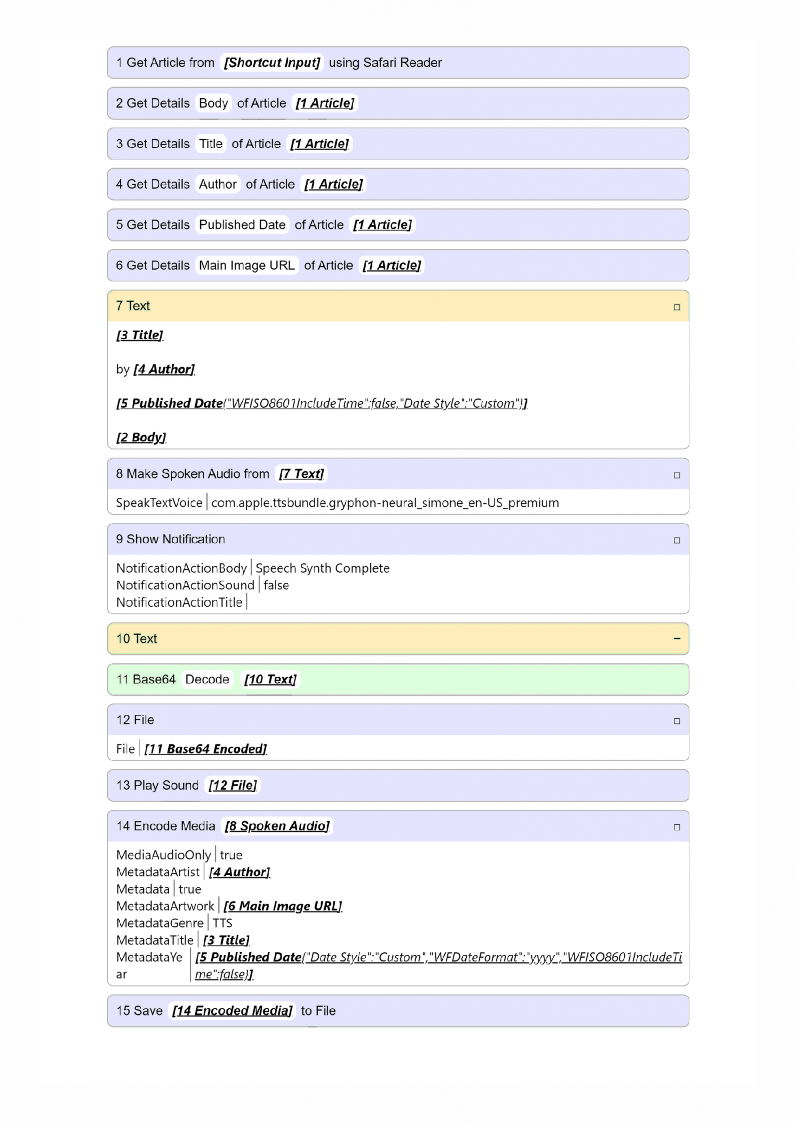 1 Get Article from [Shortcut Input] using Safari Reader
2 Get Details Body of Article [1 Article]
3 Get Details Title of Article [1 Article]
4 Get Details Author of Article [1 Article]
5 Get Details Published Date of Article [1 Article]
6 Get Details Main Image URL of Article [1 Article]
7 Text
[3 Title]
by [4 Author]
[5 Published Date{"WFISO8601IncludeTime":false,"Date Style":"Custom"}]
[2 Body]
8 Make Spoken Audio from [7 Text]
SpeakTextVoice com.apple.ttsbundle.gryphon-neural_simone_en-US_premium
9 Show Notification
NotificationActionBody Speech Synth Complete
NotificationActionSound false
NotificationActionTitle
10 Text
11 Base64 Decode [10 Text]
12 File
File [11 Base64 Encoded]
13 Play Sound [12 File]
14 Encode Media [8 Spoken Audio]
MediaAudioOnly true
MetadataArtist [4 Author]
Metadata true
MetadataArtwork [6 Main Image URL]
MetadataGenre TTS
MetadataTitle [3 Title]
MetadataYe [5 Published Date{"Date Style":"Custom","WFDateFormat":"yyyy","WFISO8601IncludeTi
ar me":false}]
15 Save [14 Encoded Media] to File